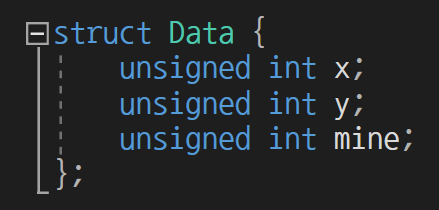 struct Data {
    unsigned int x;
    unsigned int y;
    unsigned int mine;
};